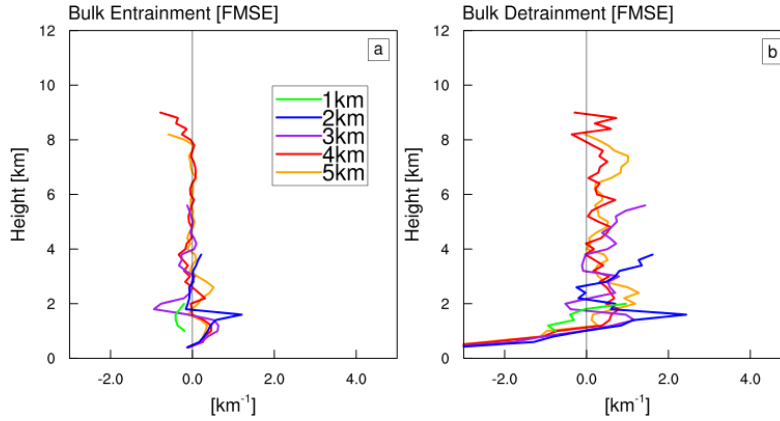 Bulk Entrainment [FMSE]
Bulk Detrainment [FMSE]
a
b
12
10
8
6
4
2
0
Height [km]
1km
2km
3km
4km
5km
-2.0 0.0 2.0 4.0
[km⁻¹]
12
10
8
6
4
2
0
Height [km]
-2.0 0.0 2.0 4.0
[km⁻¹]